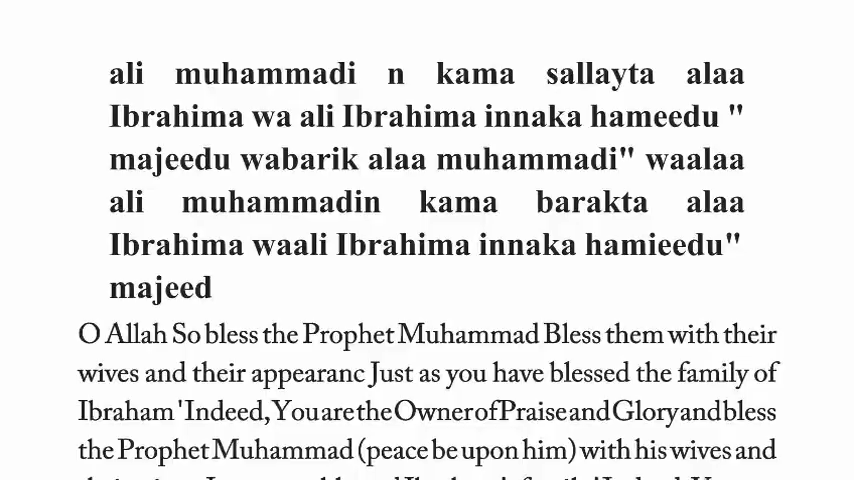 ali muhammadi n kama sallayta alaa
Ibrahima wa ali Ibrahima innaka hameedu "
majeedu wabarik alaa muhammadi" waalaa
ali muhammadin kama barakta alaa
Ibrahima waali Ibrahima innaka hamieedu"
majeed
O Allah So bless the Prophet Muhammad Bless them with their
wives and their appearanc Just as you have blessed the family of
Ibraham 'Indeed, You are the Owner of Praise and Glory and bless
the Prophet Muhammad (peace be upon him) with his wives and